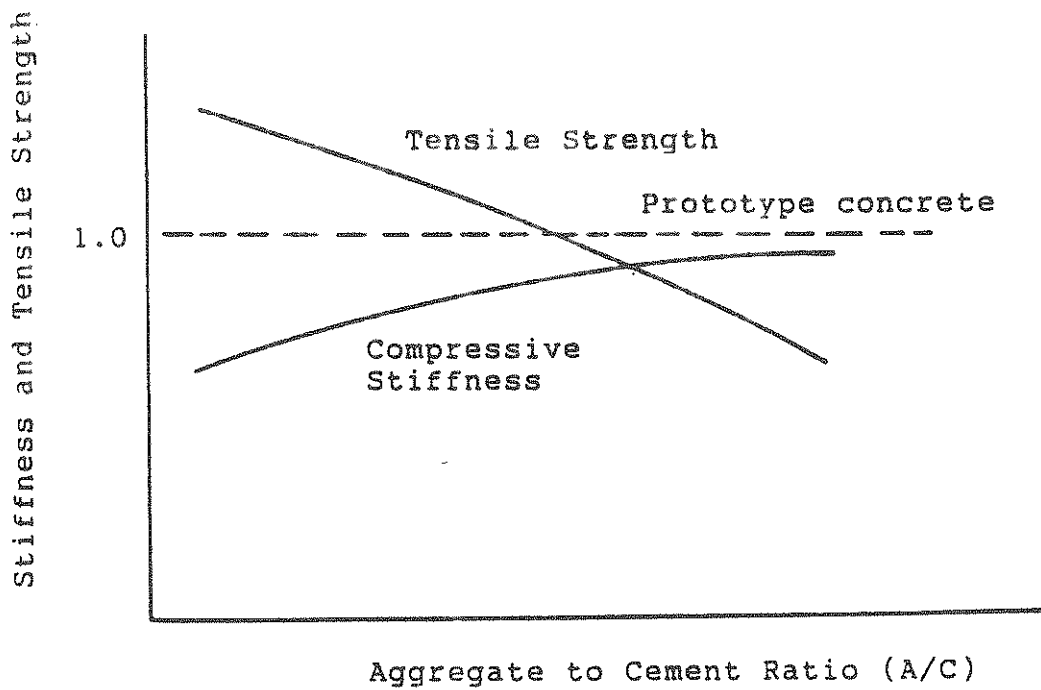 Stiffness and Tensile Strength
Tensile Strength
Prototype concrete
1.0
Compressive
Stiffness
Aggregate to Cement Ratio (A/C)